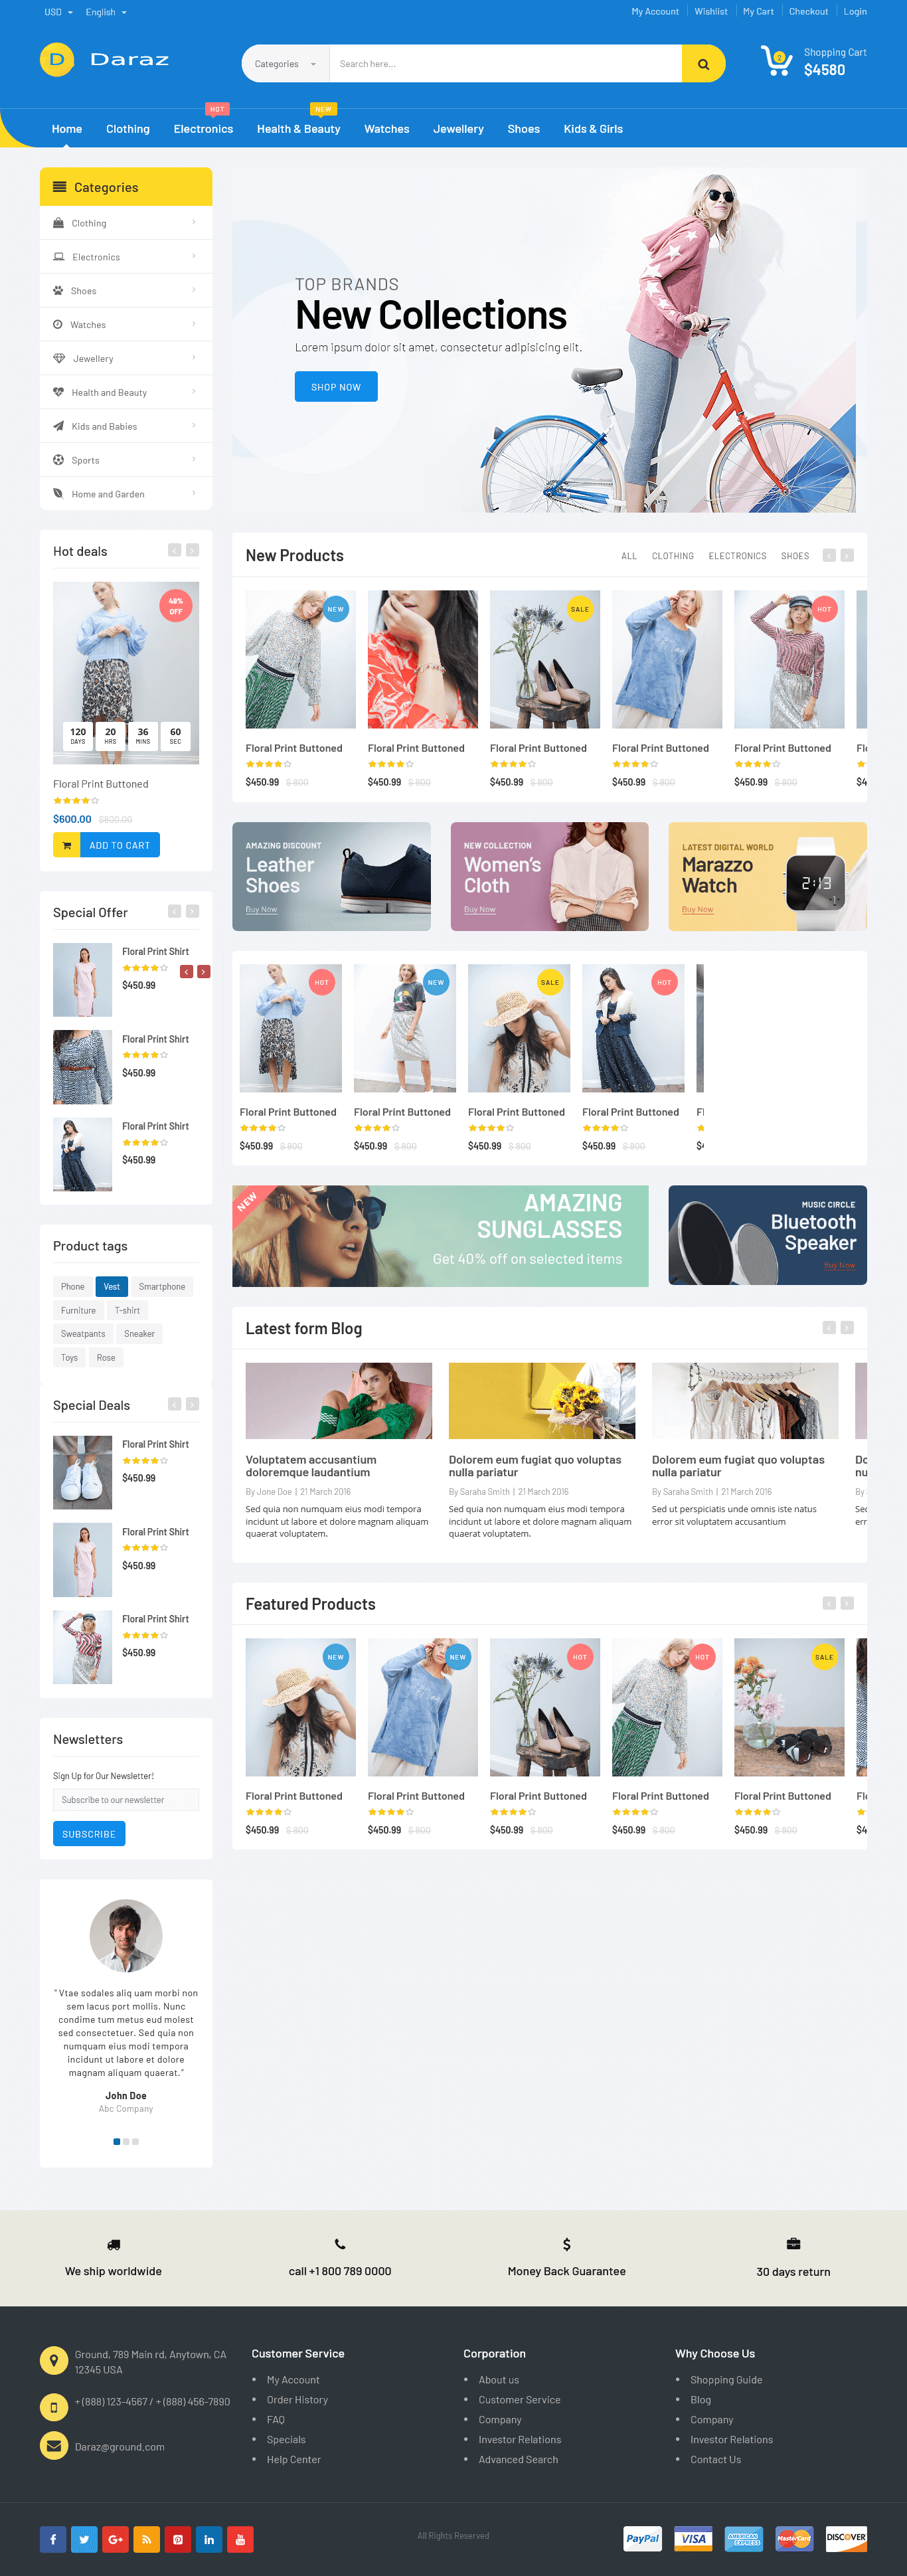 USD English My Account Wishlist My Cart Checkout Login
D Daraz
Categories Search here...
2
Shopping Cart
$4580
HOT NEW
Home Clothing Electronics Health & Beauty Watches Jewellery Shoes Kids & Girls
Categories
Clothing
Electronics
Shoes
Watches
Jewellery
Health and Beauty
Kids and Babies
Sports
Home and Garden
TOP BRANDS
New Collections
Lorem ipsum dolor sit amet, consectetur adipisicing elit.
SHOP NOW
Hot deals
49%
OFF
120 20 36 60
DAYS HRS MINS SEC
Floral Print Buttoned
$600.00 $800.00
ADD TO CART
Special Offer
Floral Print Shirt
$450.99
Floral Print Shirt
$450.99
Floral Print Shirt
$450.99
Product tags
Phone Vest Smartphone
Furniture T-shirt
Sweatpants Sneaker
Toys Rose
Special Deals
Floral Print Shirt
$450.99
Floral Print Shirt
$450.99
Floral Print Shirt
$450.99
Newsletters
Sign Up for Our Newsletter!
Subscribe to our newsletter
SUBSCRIBE
" Vtae sodales aliq uam morbi non
sem lacus port mollis. Nunc
condime tum metus eud molest
sed consectetuer. Sed quia non
numquam eius modi tempora
incidunt ut labore et dolore
magnam aliquam quaerat."
John Doe
Abc Company
New Products ALL CLOTHING ELECTRONICS SHOES
NEW SALE HOT
Floral Print Buttoned Floral Print Buttoned Floral Print Buttoned Floral Print Buttoned Floral Print Buttoned Flo
$450.99 $ 800 $450.99 $ 800 $450.99 $ 800 $450.99 $ 800 $450.99 $ 800 $4
AMAZING DISCOUNT
Leather
Shoes
Buy Now
NEW COLLECTION
Women's
Cloth
Buy Now
LATEST DIGITAL WORLD
Marazzo
Watch
Buy Now
2:13
HOT NEW SALE HOT
Floral Print Buttoned Floral Print Buttoned Floral Print Buttoned Floral Print Buttoned Fl
$450.99 $ 800 $450.99 $ 800 $450.99 $ 800 $450.99 $ 800 $4
NEW
AMAZING
SUNGLASSES
Get 40% off on selected items
MUSIC CIRCLE
Bluetooth
Speaker
Buy Now
Latest form Blog
Voluptatem accusantium
doloremque laudantium
By Jone Doe | 21 March 2016
Sed quia non numquam eius modi tempora
incidunt ut labore et dolore magnam aliquam
quaerat voluptatem.
Dolorem eum fugiat quo voluptas
nulla pariatur
By Saraha Smith | 21 March 2016
Sed quia non numquam eius modi tempora
incidunt ut labore et dolore magnam aliquam
quaerat voluptatem.
Dolorem eum fugiat quo voluptas
nulla pariatur
By Saraha Smith | 21 March 2016
Sed ut perspiciatis unde omnis iste natus
error sit voluptatem accusantium
Do
nu
By
Sed
err
Featured Products
NEW NEW HOT HOT SALE
Floral Print Buttoned Floral Print Buttoned Floral Print Buttoned Floral Print Buttoned Floral Print Buttoned Flo
$450.99 $ 800 $450.99 $ 800 $450.99 $ 800 $450.99 $ 800 $450.99 $ 800 $4
We ship worldwide call +1 800 789 0000 Money Back Guarantee 30 days return
Ground, 789 Main rd, Anytown, CA
12345 USA
+ (888) 123-4567 / + (888) 456-7890
Daraz@ground.com
Customer Service
My Account
Order History
FAQ
Specials
Help Center
Corporation
About us
Customer Service
Company
Investor Relations
Advanced Search
Why Choose Us
Shopping Guide
Blog
Company
Investor Relations
Contact Us
All Rights Reserved
PayPal VISA AMERICAN EXPRESS MasterCard DISCOVER